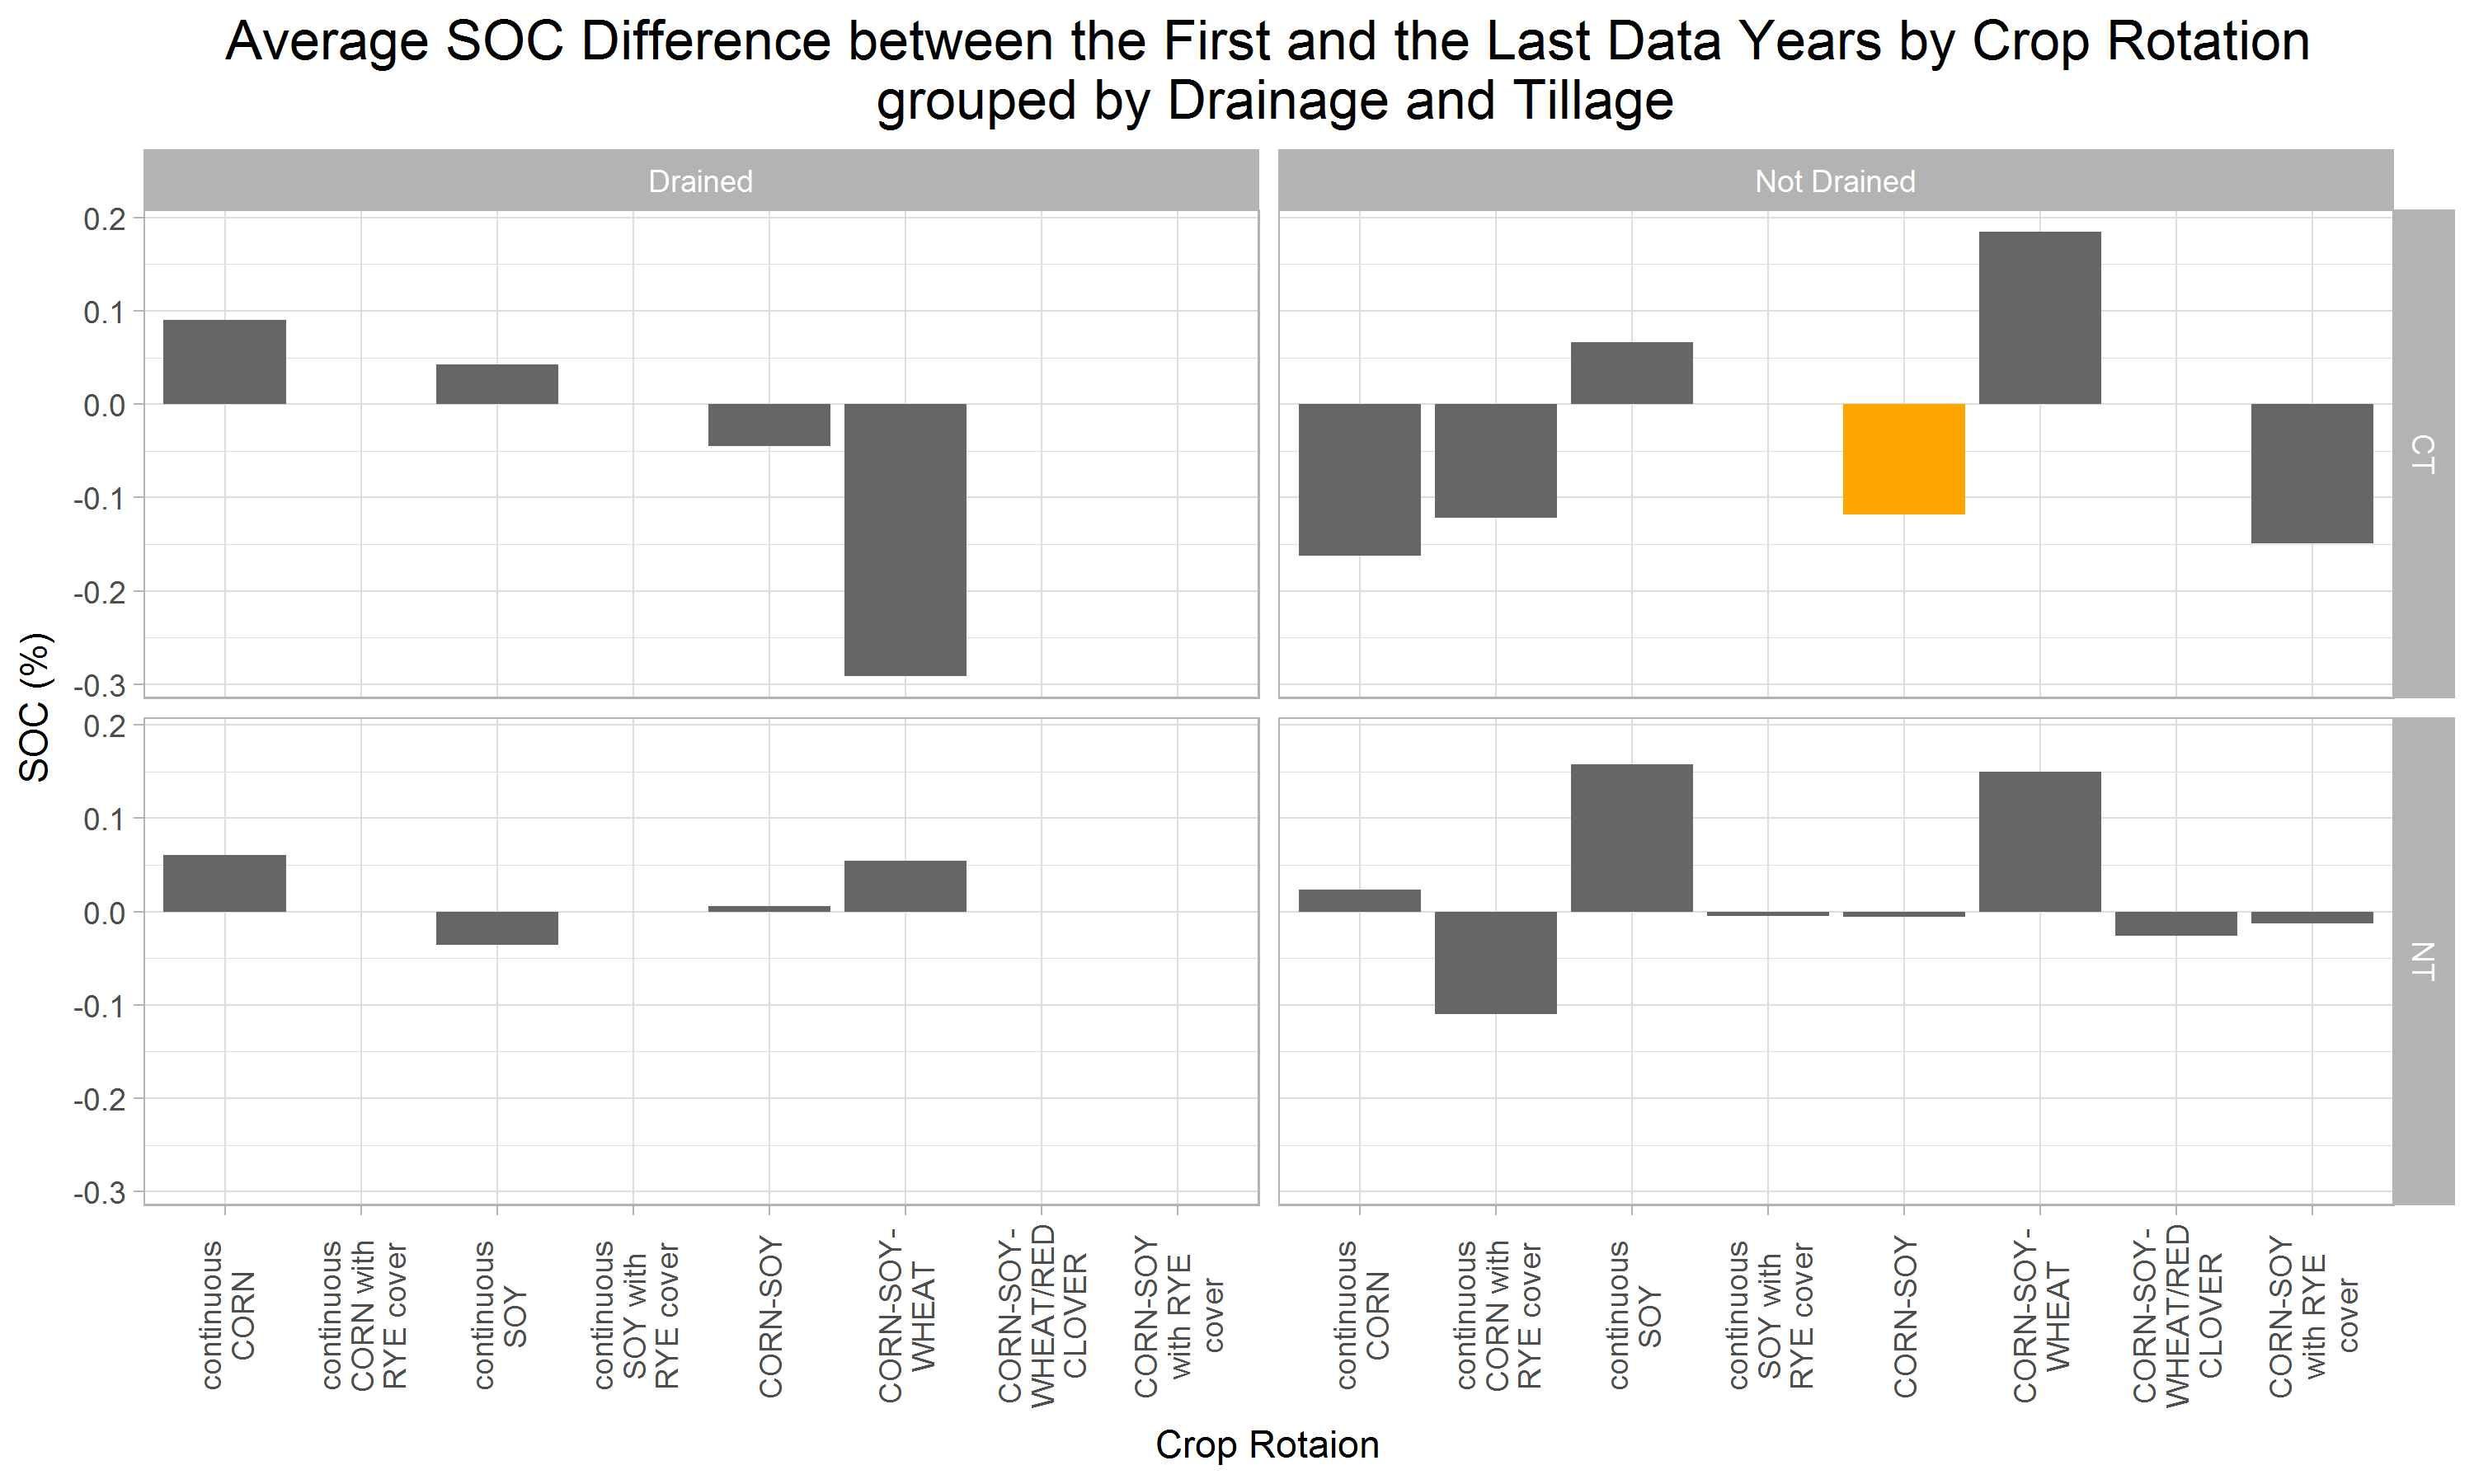 Average SOC Difference between the First and the Last Data Years by Crop Rotation
grouped by Drainage and Tillage
Drained
Not Drained
SOC (%)
0.2
0.1
0.0
-0.1
-0.2
-0.3
CT
0.2
0.1
0.0
-0.1
-0.2
-0.3
NT
continuous
CORN
continuous
CORN with
RYE cover
continuous
SOY
continuous
SOY with
RYE cover
CORN-SOY
CORN-SOY-
WHEAT
CORN-SOY-
WHEAT/RED
CLOVER
CORN-SOY
with RYE
cover
continuous
CORN
continuous
CORN with
RYE cover
continuous
SOY
continuous
SOY with
RYE cover
CORN-SOY
CORN-SOY-
WHEAT
CORN-SOY-
WHEAT/RED
CLOVER
CORN-SOY
with RYE
cover
Crop Rotaion